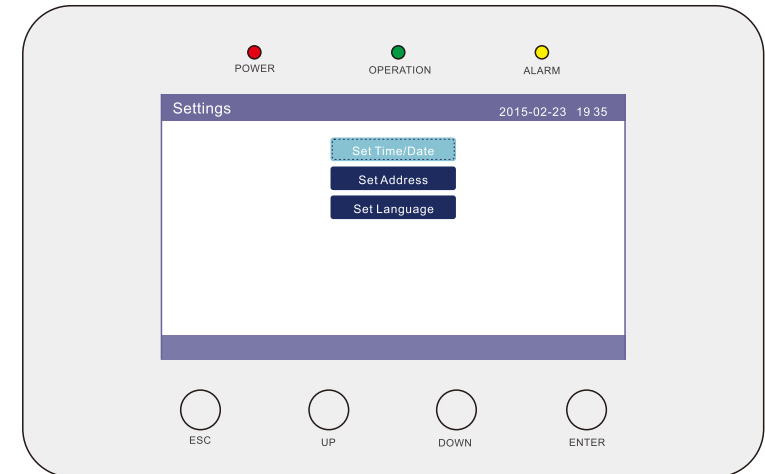 POWER OPERATION ALARM
Settings 2015-02-23 19 35
Set Time/Date
Set Address
Set Language
ESC UP DOWN ENTER